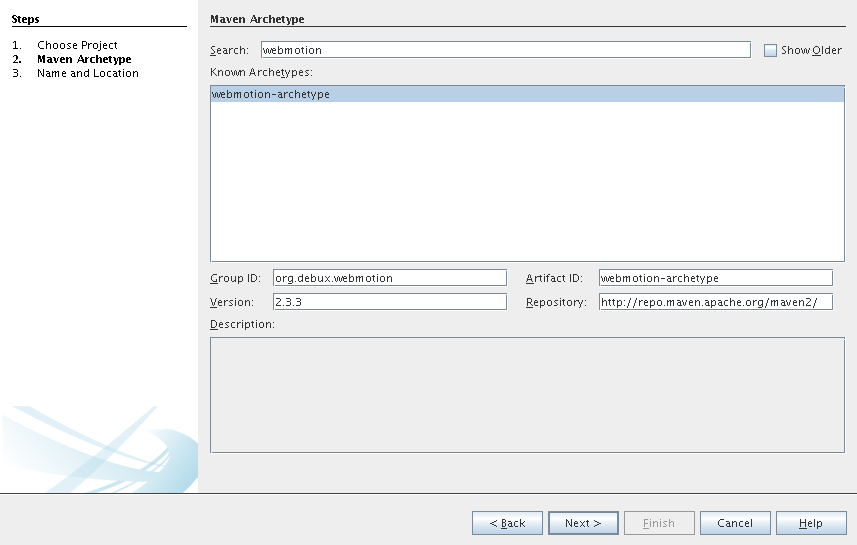 Steps
1. Choose Project
2. Maven Archetype
3. Name and Location
Maven Archetype
Search: webmotion Show Older
Known Archetypes:
webmotion-archetype
Group ID: org.debux.webmotion Artifact ID: webmotion-archetype
Version: 2.3.3 Repository: http://repo.maven.apache.org/maven2/
Description:
< Back Next > Finish Cancel Help